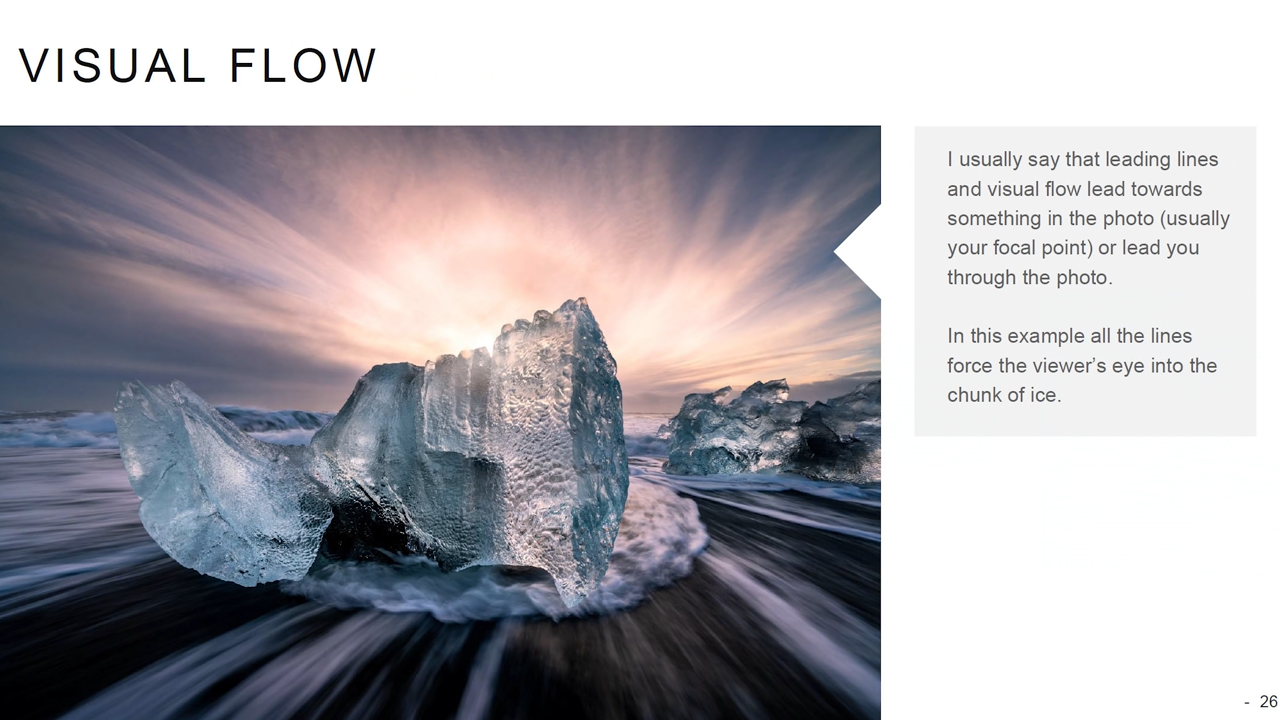 VISUAL FLOW
I usually say that leading lines
and visual flow lead towards
something in the photo (usually
your focal point) or lead you
through the photo.
In this example all the lines
force the viewer’s eye into the
chunk of ice.
- 26